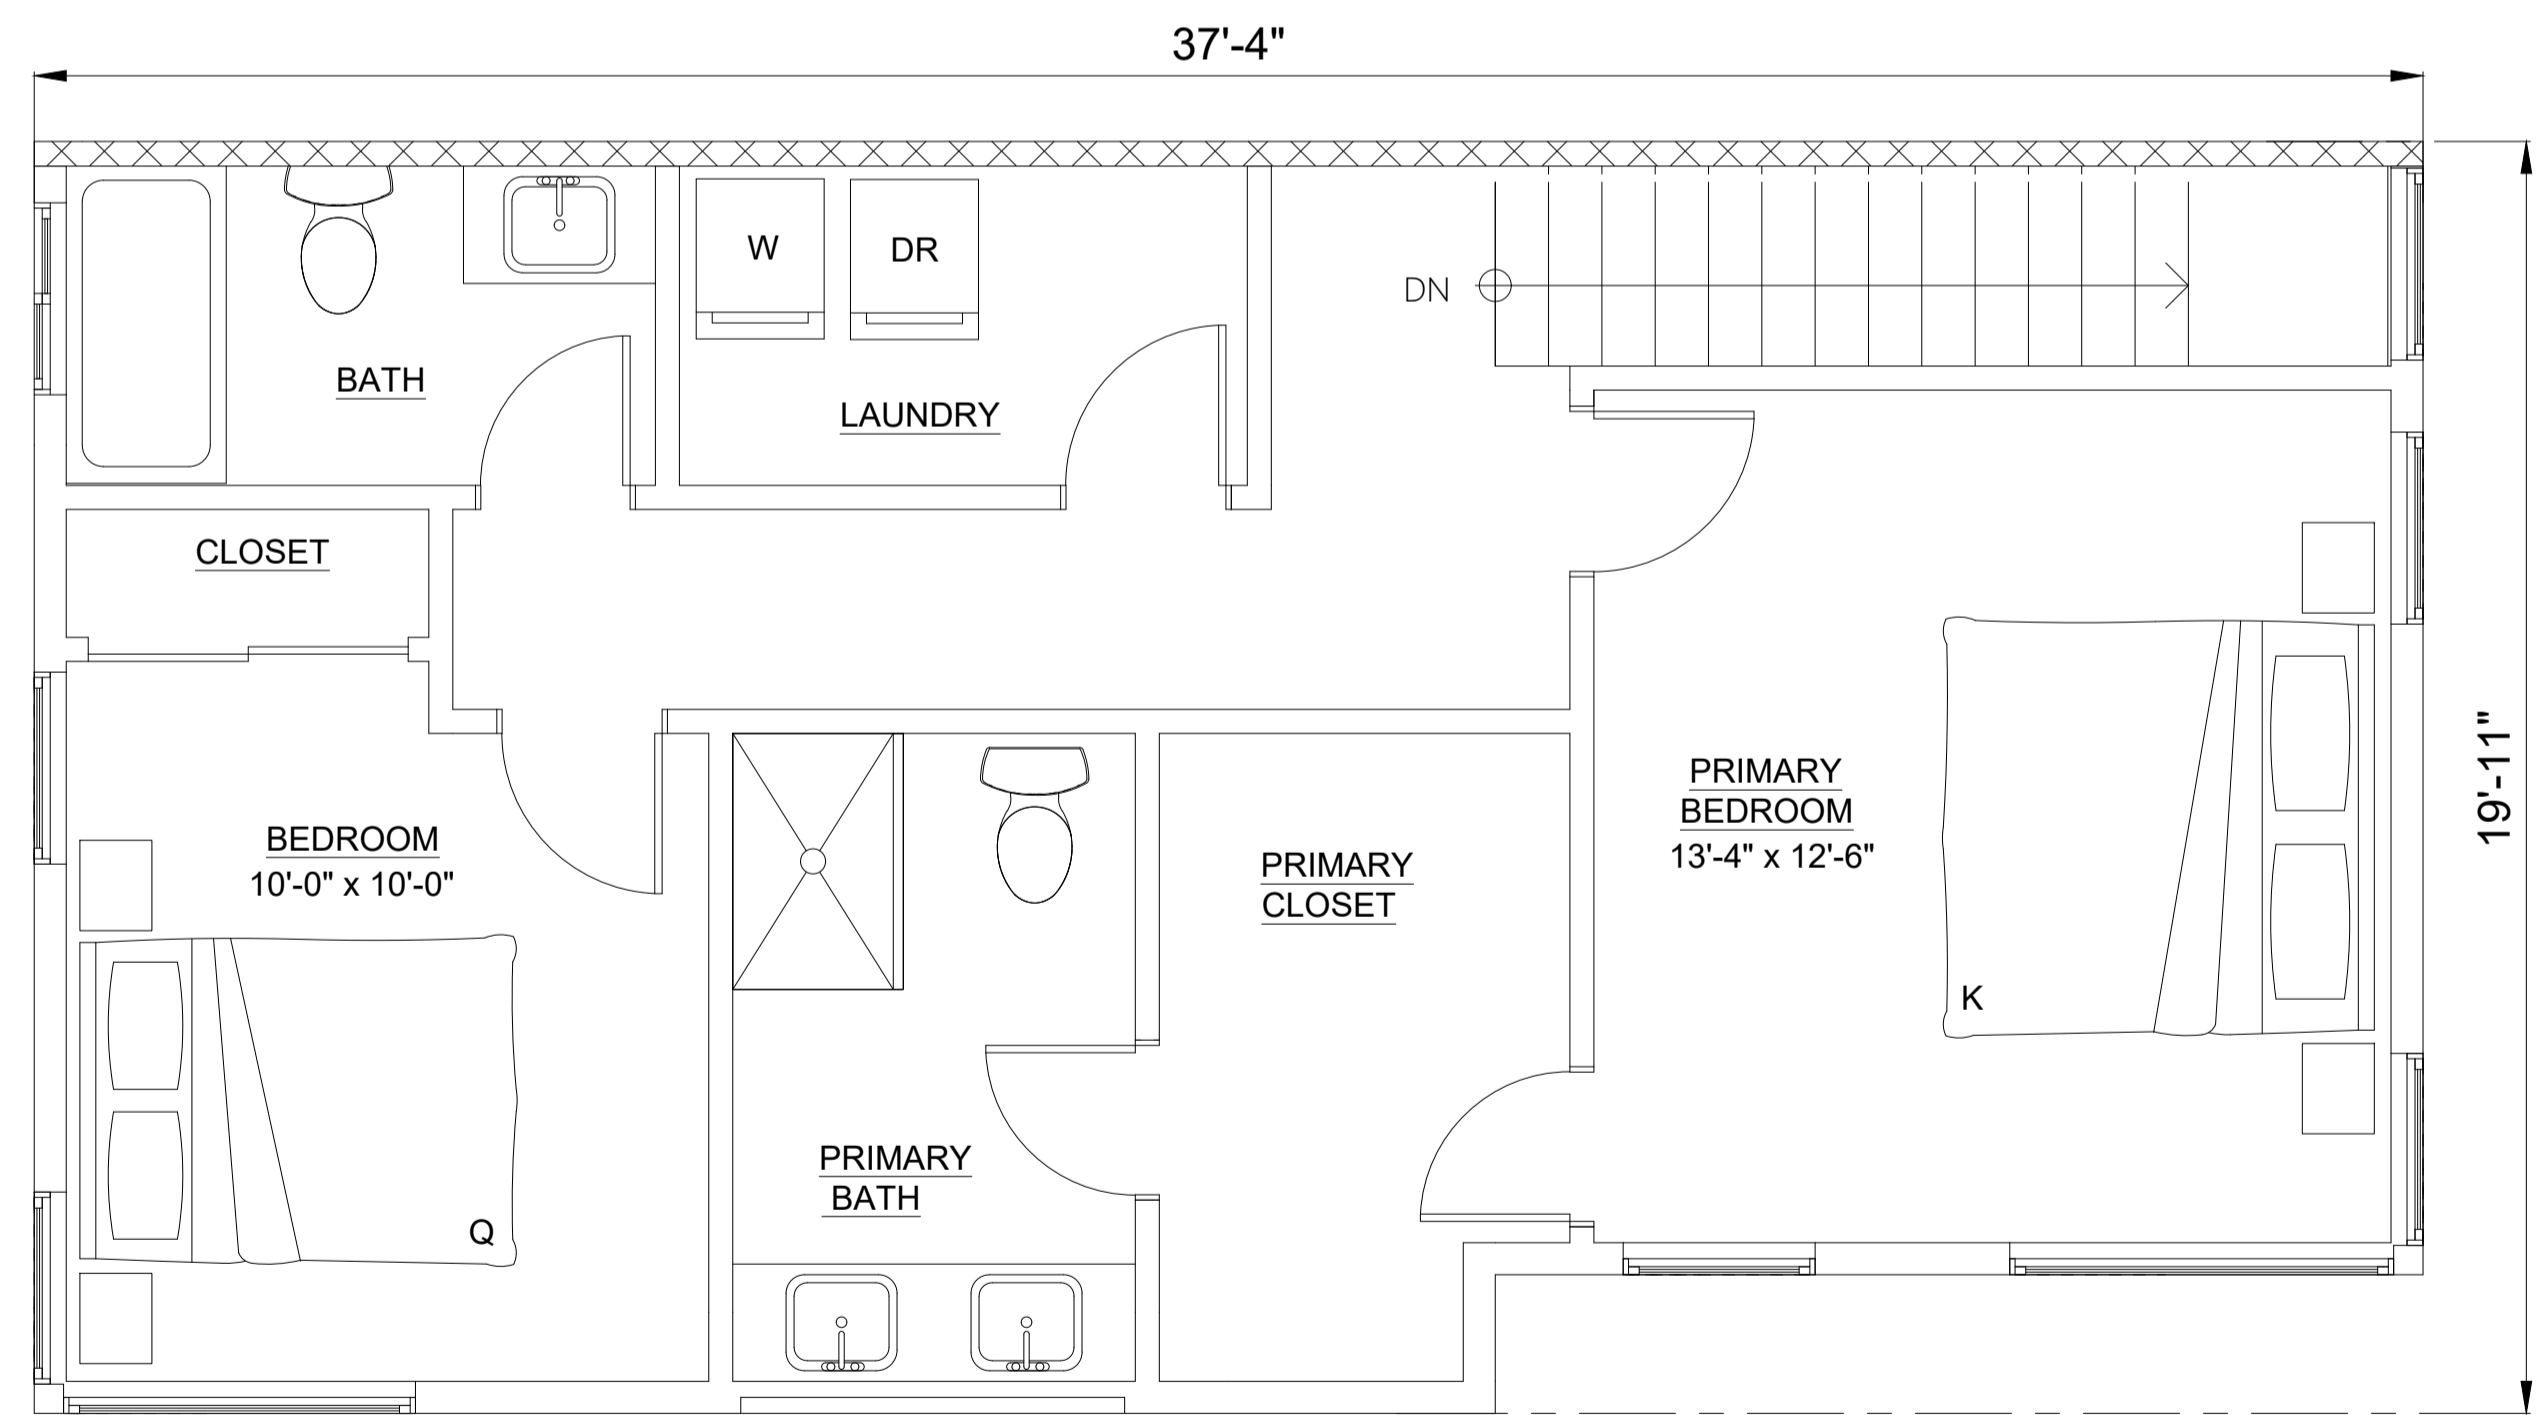 37'-4"
W
DR
DN
BATH
LAUNDRY
CLOSET
PRIMARY
BEDROOM
13'-4" x 12'-6"
19'-11"
BEDROOM
10'-0" x 10'-0"
PRIMARY
CLOSET
K
PRIMARY
BATH
Q